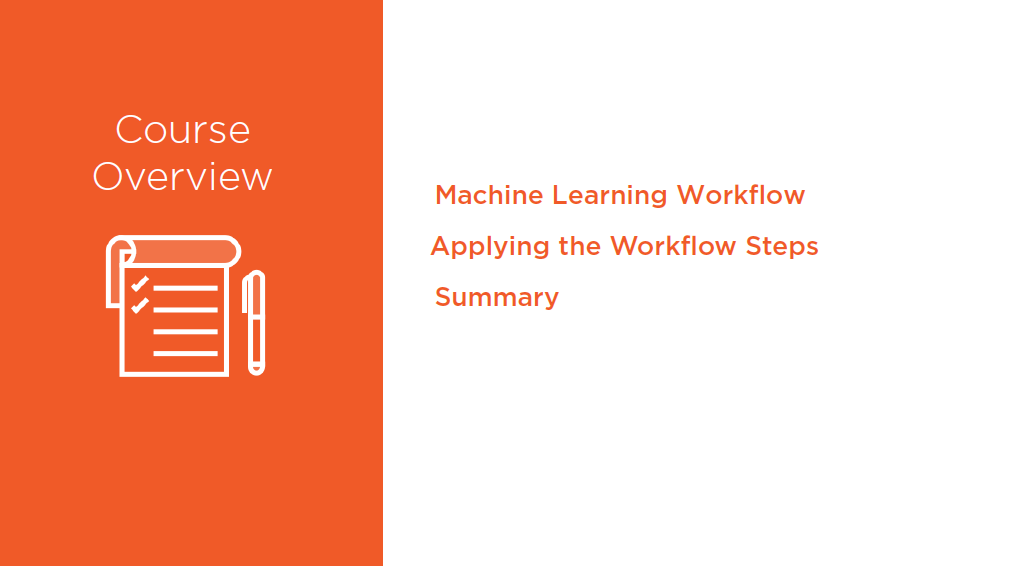 Course
Overview
Machine Learning Workflow
Applying the Workflow Steps
Summary